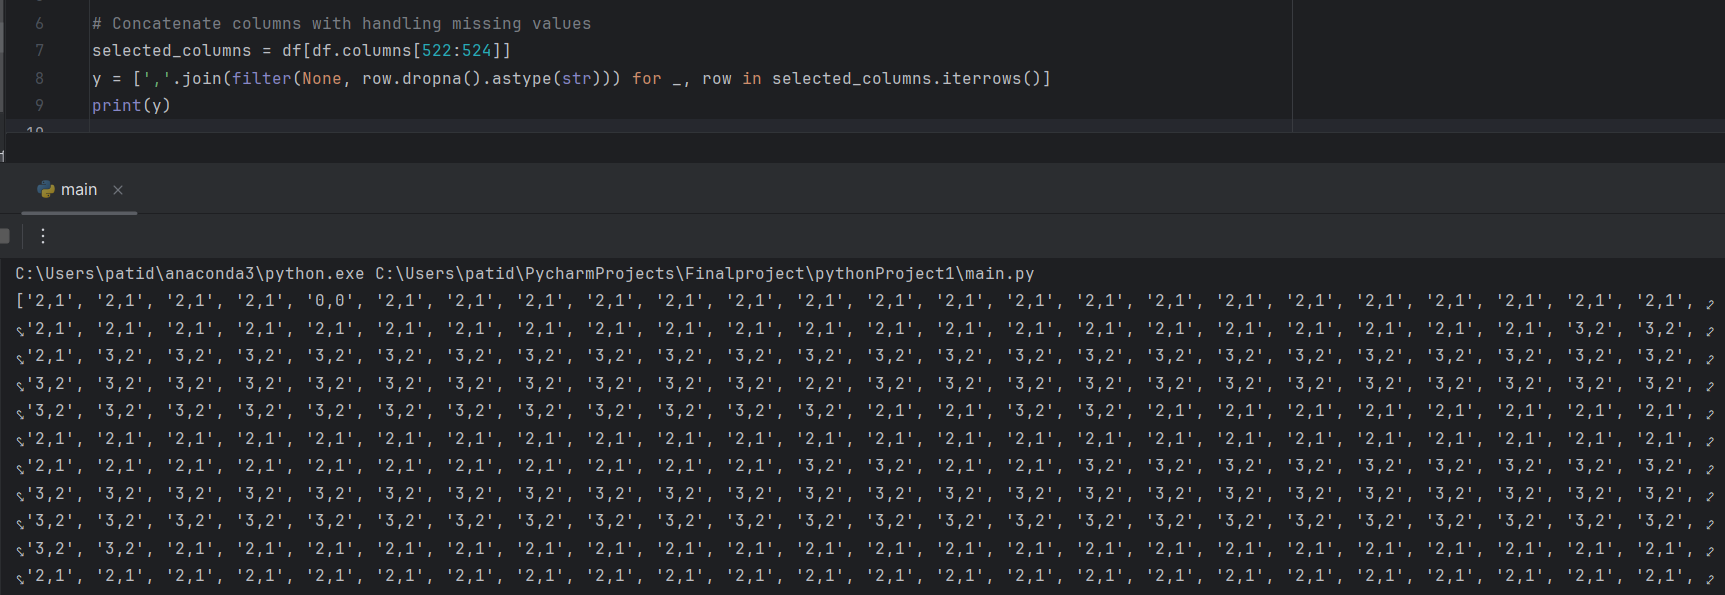 6 # Concatenate columns with handling missing values
7 selected_columns = df[df.columns[522:524]]
8 y = [','.join(filter(None, row.dropna().astype(str))) for _, row in selected_columns.iterrows()]
9 print(y)
10
main
C:\Users\patid\anaconda3\python.exe C:\Users\patid\PycharmProjects\Finalproject\pythonProject1\main.py
['2,1', '2,1', '2,1', '2,1', '0,0', '2,1', '2,1', '2,1', '2,1', '2,1', '2,1', '2,1', '2,1', '2,1', '2,1', '2,1', '2,1', '2,1', '2,1', '2,1', '2,1', '2,1', '2,1', '2,1',
'2,1', '2,1', '2,1', '2,1', '2,1', '2,1', '2,1', '2,1', '2,1', '2,1', '2,1', '2,1', '2,1', '2,1', '2,1', '2,1', '2,1', '2,1', '2,1', '2,1', '2,1', '2,1', '3,2', '3,2',
'2,1', '3,2', '3,2', '3,2', '3,2', '3,2', '3,2', '3,2', '3,2', '3,2', '3,2', '3,2', '3,2', '3,2', '3,2', '3,2', '3,2', '3,2', '3,2', '3,2', '3,2', '3,2', '3,2', '3,2',
'3,2', '3,2', '3,2', '3,2', '3,2', '3,2', '3,2', '3,2', '3,2', '3,2', '3,2', '2,2', '3,2', '3,2', '3,2', '3,2', '3,2', '3,2', '3,2', '3,2', '3,2', '3,2', '3,2', '3,2',
'3,2', '3,2', '3,2', '3,2', '3,2', '3,2', '3,2', '3,2', '3,2', '3,2', '3,2', '3,2', '2,1', '2,1', '3,2', '3,2', '2,1', '2,1', '2,1', '2,1', '2,1', '2,1', '2,1', '2,1',
'2,1', '2,1', '2,1', '2,1', '2,1', '2,1', '2,1', '2,1', '2,1', '2,1', '2,1', '2,1', '2,1', '2,1', '2,1', '2,1', '2,1', '2,1', '2,1', '2,1', '2,1', '2,1', '2,1', '2,1',
'2,1', '2,1', '2,1', '2,1', '2,1', '2,1', '2,1', '2,1', '2,1', '2,1', '2,1', '3,2', '3,2', '2,1', '2,1', '3,2', '3,2', '3,2', '3,2', '3,2', '3,2', '3,2', '3,2', '3,2',
'3,2', '3,2', '3,2', '3,2', '3,2', '3,2', '3,2', '3,2', '3,2', '3,2', '3,2', '3,2', '3,2', '3,2', '3,2', '3,2', '3,2', '3,2', '3,2', '3,2', '3,2', '3,2', '3,2', '3,2',
'3,2', '3,2', '3,2', '3,2', '3,2', '3,2', '3,2', '3,2', '3,2', '3,2', '3,2', '3,2', '3,2', '3,2', '3,2', '3,2', '3,2', '3,2', '3,2', '3,2', '3,2', '3,2', '3,2', '3,2',
'3,2', '3,2', '2,1', '2,1', '2,1', '2,1', '2,1', '2,1', '2,1', '2,1', '2,1', '2,1', '2,1', '2,1', '2,1', '2,1', '2,1', '2,1', '2,1', '2,1', '2,1', '2,1', '2,1', '2,1',
'2,1', '2,1', '2,1', '2,1', '2,1', '2,1', '2,1', '2,1', '2,1', '2,1', '2,1', '2,1', '2,1', '2,1', '2,1', '2,1', '2,1', '2,1', '2,1', '2,1', '2,1', '2,1', '2,1', '2,1',